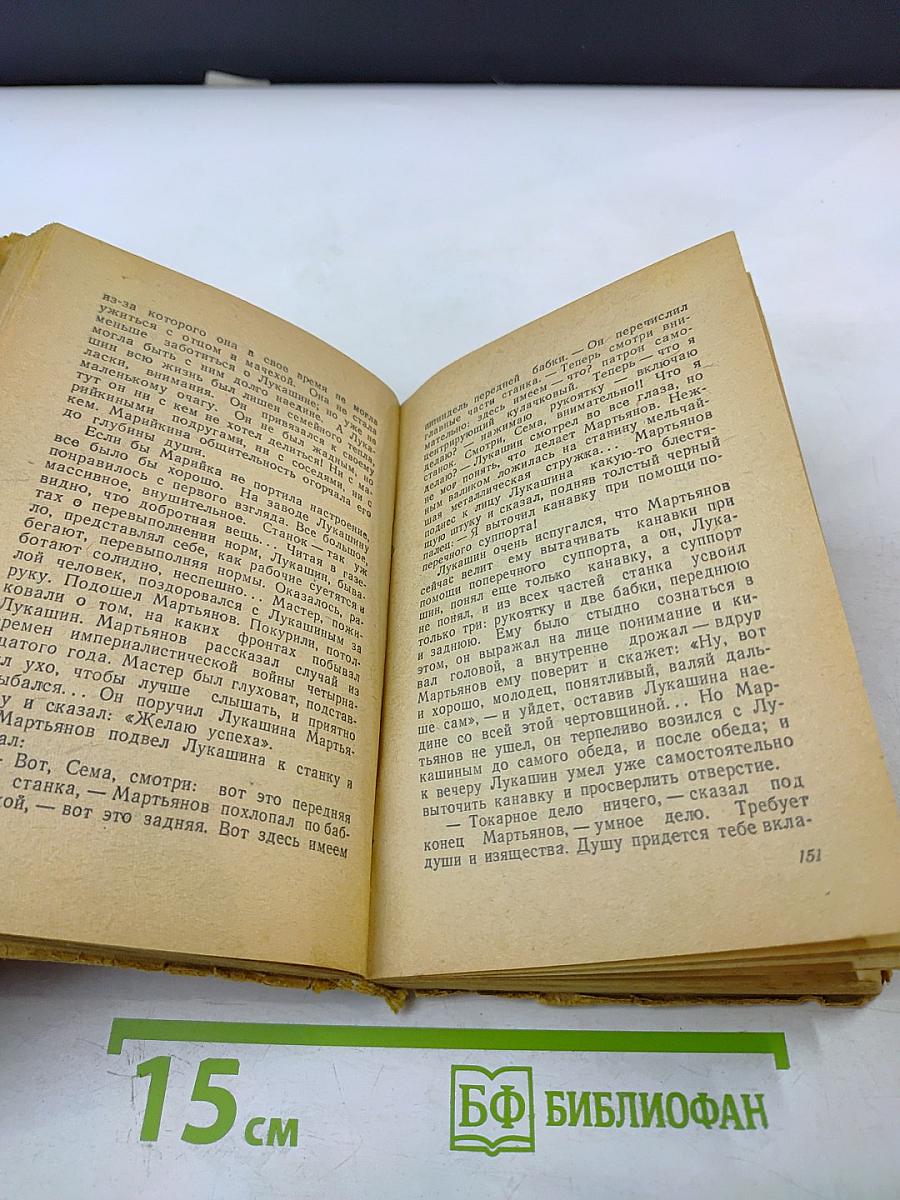 из-за которого она в свое время не могла
ужиться с отцом и мачехой. Она не стала
меньше заботиться о Лукашине; но уже не
могла быть с ним долго наедине. А Лука-
шин всю жизнь был лишен семейного тепла,
ласки, внимания. Он привязался к своему
маленькому очагу. Он не был жадным, но
тут он ни с кем не хотел делиться! Ни с ма-
рийкиными подругами, ни с соседями, ни с
кем. Марийкина общительность огорчала его
до глубины души.
Если бы Марийка не портила настроение,
все было бы хорошо. На заводе Лукашину
понравилось с первого взгляда. Все большое,
массивное, внушительное. Станок — так уж
видно, что добротная вещь... Читая в газе-
тах о перевыполнении норм, Лукашин, быва-
ло, представлял себе, как рабочие суетятся и
бегают, перевыполняя нормы. Оказалось, ра-
ботают солидно, неспешно... Мастер, пожи-
лой человек, поздоровался с Лукашиным за
руку. Подошел Мартьянов. Покурили, потол-
ковали о том, на каких фронтах побывал
Лукашин. Мартьянов рассказал случай из
времен империалистической войны четырна-
дцатого года. Мастер был глуховат, подстав-
л ухо, чтобы лучше слышать, и приятно
ыбался... Он поручил Лукашина Мартья-
у и сказал: «Желаю успеха».
Мартьянов подвел Лукашина к станку и
ал:
— Вот, Сема, смотри: вот это передняя
станка, — Мартьянов похлопал по баб-
кой, — вот это задняя. Вот здесь имеем
шпиндель передней бабки. — Он перечислил
главные части станка. — Теперь смотри вни-
мательно: здесь имеем — что? патрон само-
центрирующий кулачковый. Теперь — что я
делаю? — нажимаю рукоятку — включаю
станок. Смотри, Сема, внимательно!! Что я
делаю? — Лукашин смотрел во все глаза, но
не мог понять, что делает Мартьянов. Неж-
ным валиком ложилась на станину мельчай-
шая металлическая стружка... Мартьянов
поднес к лицу Лукашина какую-то блестя-
щую штуку и сказал, подняв толстый черный
палец: — Я выточил канавку при помощи по-
перечного суппорта!
Лукашин очень испугался, что Мартьянов
сейчас велит ему вытачивать канавки при
помощи поперечного суппорта, а он, Лука-
шин, понял еще только канавку, а суппорт
не понял, и из всех частей станка усвоил
только три: рукоятку и две бабки, переднюю
и заднюю. Ему было стыдно сознаться в
этом, он выражал на лице понимание и ки-
вал головой, а внутренне дрожал — вдруг
Мартьянов ему поверит и скажет: «Ну, вот
и хорошо, молодец, понятливый, валяй даль-
ше сам», — и уйдет, оставив Лукашина нае-
дине со всей этой чертовщиной... Но Мар-
тьянов не ушел, он терпеливо возился с Лу-
кашиным до самого обеда, и после обеда; и
к вечеру Лукашин умел уже самостоятельно
выточить канавку и просверлить отверстие.
— Токарное дело ничего, — сказал под
конец Мартьянов, — умное дело. Требует
души и изящества. Душу придется тебе вкла-
151
15 см
БФ БИБЛИОФАН